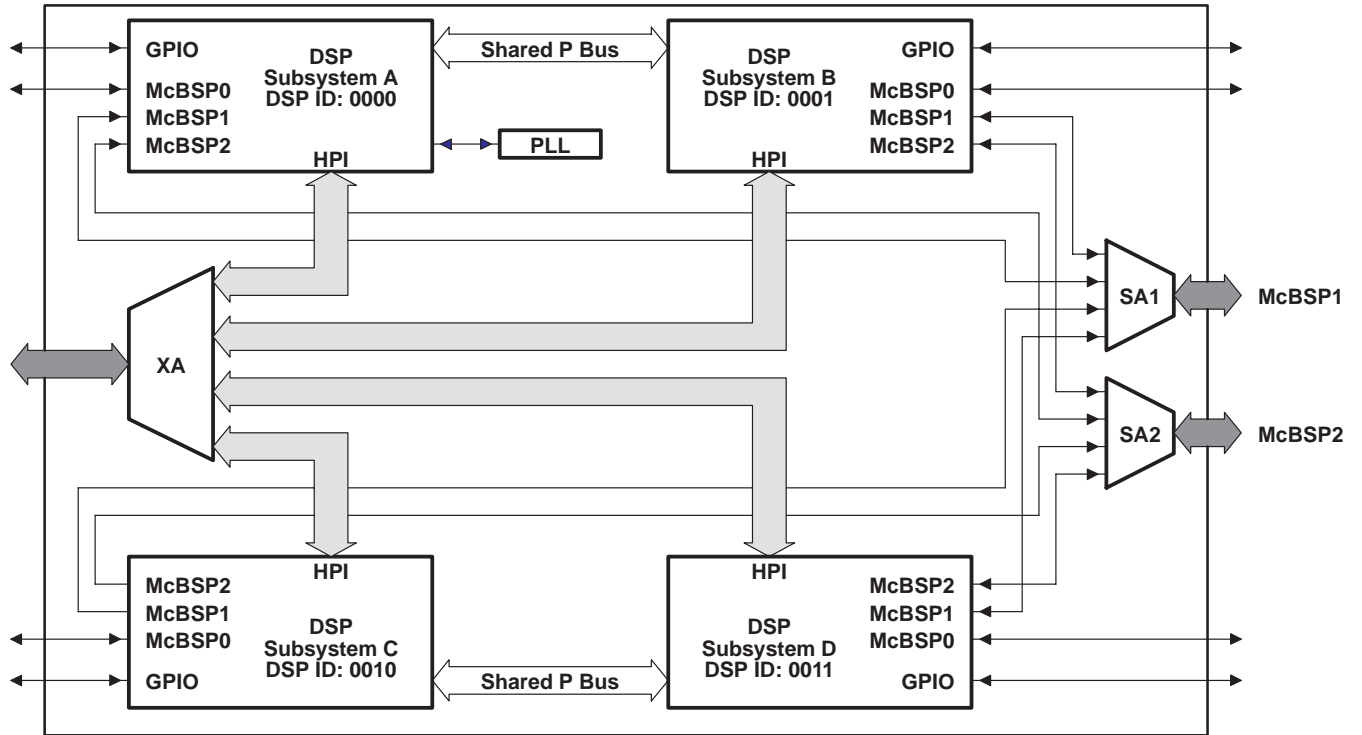 GPIO
McBSP0
McBSP1
McBSP2
DSP
Subsystem A
DSP ID: 0000
HPI
Shared P Bus
PLL
DSP
Subsystem B
DSP ID: 0001
HPI
GPIO
McBSP0
McBSP1
McBSP2
XA
SA1
McBSP1
SA2
McBSP2
HPI
McBSP2
McBSP1
McBSP0
GPIO
DSP
Subsystem C
DSP ID: 0010
Shared P Bus
HPI
DSP
Subsystem D
DSP ID: 0011
McBSP2
McBSP1
McBSP0
GPIO